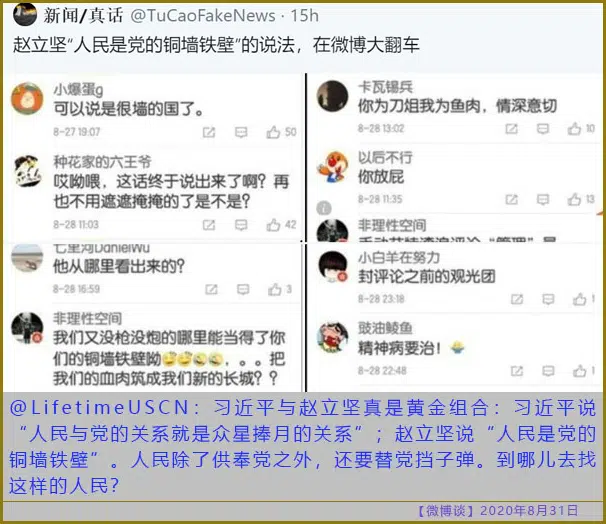 新闻/真话 @TuCaoFakeNews · 15h
赵立坚“人民是党的铜墙铁壁”的说法，在微博大翻车
小爆蛋g
可以说是很墙的国了。
8-27 19:07
50
种花家的六王爷
哎呦喂，这话终于说出来了啊？再
也不用遮遮掩掩的了是不是？
8-28 11:03
42
七里河DanielWu
他从哪里看出来的？
8-28 16:59
3
非理性空间
我们又没枪没炮的哪里能当得了你
们的铜墙铁壁呦😂😂😂😂，。。把
我们的血肉筑成我们新的长城？？
卡瓦锡兵
你为刀俎我为鱼肉，情深意切
8-28 13:02
10
以后不行
你放屁
8-28 11:35
13
非理性空间
小白羊在努力
封评论之前的观光团
8-28 23:18
1
豉油鲮鱼
精神病要治！
8-28 22:48
1
@LifetimeUSCN：习近平与赵立坚真是黄金组合：习近平说
“人民与党的关系就是众星捧月的关系”；赵立坚说“人民是党的
铜墙铁壁”。人民除了供奉党之外，还要替党挡子弹。到哪儿去找
这样的人民？
【微博谈】2020年8月31日